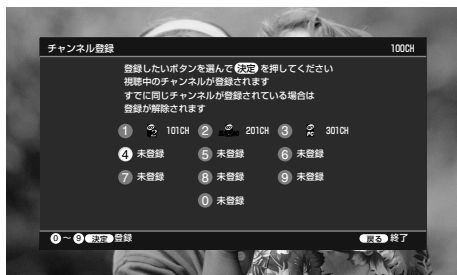 チャンネル登録 100CH
登録したいボタンを選んで 決定 を押してください
視聴中のチャンネルが登録されます
すでに同じチャンネルが登録されている場合は
登録が解除されます
1 101CH 2 201CH 3 PC 301CH
4 未登録 5 未登録 6 未登録
7 未登録 8 未登録 9 未登録
0 未登録
0 ~ 9 決定 登録 戻る 終了